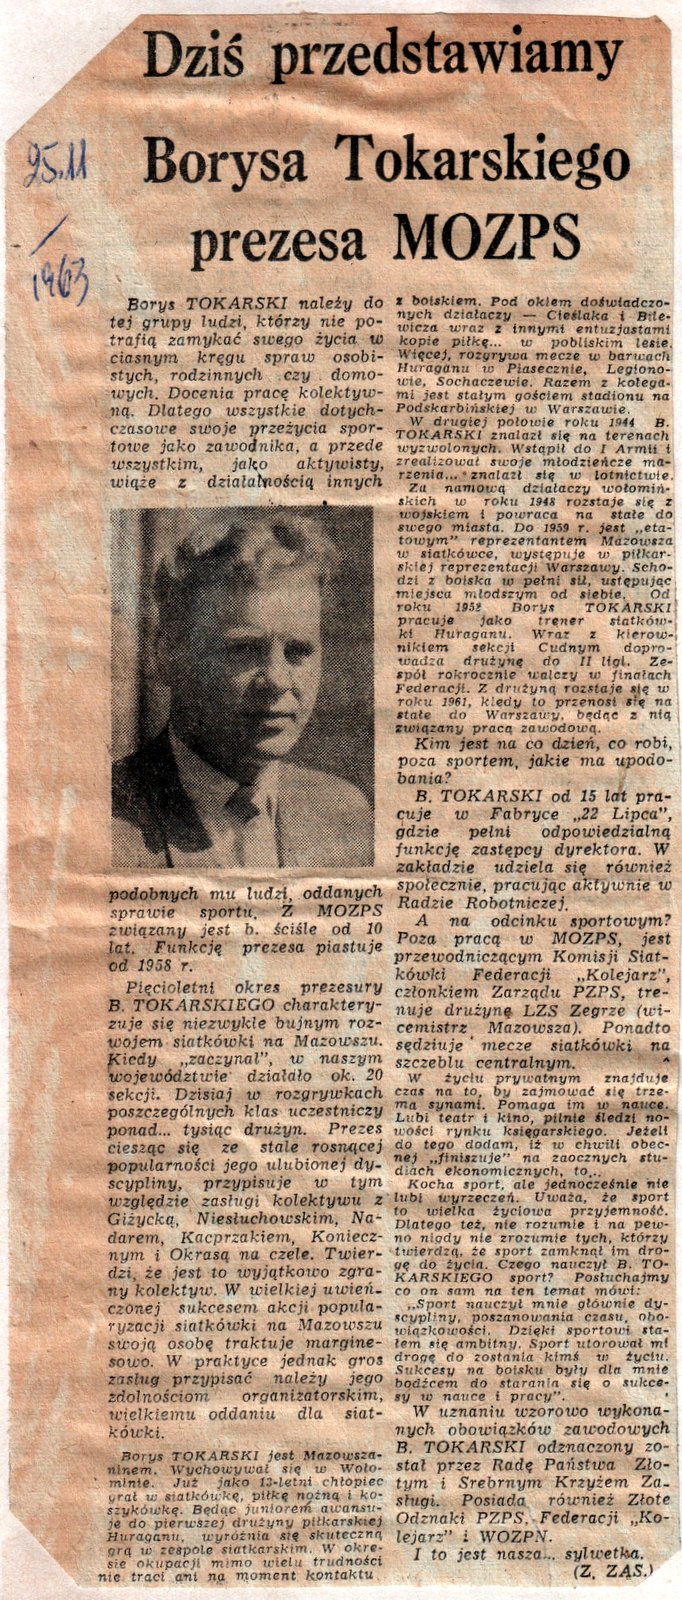 Dziś przedstawiamy
Borysa Tokarskiego
prezesa MOZPS
25.11
/
1963
Borys TOKARSKI należy do
tej grupy ludzi, którzy nie po-
trafią zamykać swego życia w
ciasnym kręgu spraw osobi-
stych, rodzinnych czy domo-
wych. Docenia pracę kolektyw-
ną. Dlatego wszystkie dotych-
czasowe swoje przeżycia spor-
towe jako zawodnika, a przede
wszystkim, jako aktywisty,
wiąże z działalnością innych
podobnych mu ludzi, oddanych
sprawie sportu. Z MOZPS
związany jest b. ściśle od 10
lat. Funkcję prezesa piastuje
od 1958 r.
Pięcioletni okres prezesury
B. TOKARSKIEGO charaktery-
zuje się niezwykle bujnym roz-
wojem siatkówki na Mazowszu.
Kiedy „zaczynał”, w naszym
województwie działało ok. 20
sekcji. Dzisiaj w rozgrywkach
poszczególnych klas uczestniczy
ponad... tysiąc drużyn. Prezes
ciesząc się ze stale rosnącej
popularności jego ulubionej dy-
scypliny, przypisuje w tym
względzie zasługi kolektywu z
Giżycką, Niesłuchowskim, Na-
darem, Kacprzakiem, Koniecz-
nym i Okrasą na czele. Twier-
dzi, że jest to wyjątkowo zgra-
ny kolektyw. W wielkiej uwień-
czonej sukcesem akcji popula-
ryzacji siatkówki na Mazowszu
swoją osobę traktuje margine-
sowo. W praktyce jednak gros
zasług przypisać należy jego
zdolnościom organizatorskim,
wielkiemu oddaniu dla siat-
kówki.
Borys TOKARSKI jest Mazowsza-
ninem. Wychowywał się w Woło-
minie. Już jako 13-letni chłopiec
grał w siatkówkę, piłkę nożną i ko-
szykówkę. Będąc juniorem awansu-
je do pierwszej drużyny piłkarskiej
Huraganu, wyróżnia się skuteczną
grą w zespole siatkarskim. W okre-
sie okupacji mimo wielu trudności
nie traci ani na moment kontaktu
z boiskiem. Pod okiem doświadczo-
nych działaczy — Cieślaka i Bile-
wicza wraz z innymi entuzjastami
kopie piłkę... w pobliskim lesie.
Więcej, rozgrywa mecze w barwach
Huraganu w Piasecznie, Legiono-
wie, Sochaczewie. Razem z kolega-
mi jest stałym gościem stadionu na
Podskarbińskiej w Warszawie.
W drugiej połowie roku 1944 B.
TOKARSKI znalazł się na terenach
wyzwolonych. Wstąpił do I Armii i
zrealizował swoje młodzieńcze ma-
rzenia... znalazł się w lotnictwie.
Za namową działaczy wołomiń-
skich w roku 1948 rozstaje się z
wojskiem i powraca na stałe do
swego miasta. Do 1959 r. jest „eta-
towym” reprezentantem Mazowsza
w siatkówce, występuje w piłkar-
skiej reprezentacji Warszawy. Scho-
dzi z boiska w pełni sił, ustępując
miejsca młodszym od siebie. Od
roku 1952 Borys TOKARSKI
pracuje jako trener siatków-
ki Huraganu. Wraz z kierow-
nikiem sekcji Cudnym dopro-
wadza drużynę do II ligi. Ze-
spół rokrocznie walczy w finałach
Federacji. Z drużyną rozstaje się w
roku 1961, kiedy to przenosi się na
stałe do Warszawy, będąc z nią
związany pracą zawodową.
Kim jest na co dzień, co robi,
poza sportem, jakie ma upodo-
bania?
B. TOKARSKI od 15 lat pra-
cuje w Fabryce „22 Lipca”,
gdzie pełni odpowiedzialną
funkcję zastępcy dyrektora. W
zakładzie udziela się również
społecznie, pracując aktywnie w
Radzie Robotniczej.
A na odcinku sportowym?
Poza pracą w MOZPS, jest
przewodniczącym Komisji Siat-
kówki Federacji „Kolejarz”,
członkiem Zarządu PZPS, tre-
nuje drużynę LZS Zegrze (wi-
cemistrz Mazowsza). Ponadto
sędziuje mecze siatkówki na
szczeblu centralnym.
W życiu prywatnym znajduje
czas na to, by zajmować się trze-
ma synami. Pomaga im w nauce.
Lubi teatr i kino, pilnie śledzi no-
wości rynku księgarskiego. Jeżeli
do tego dodam, iż w chwili obec-
nej „finiszuje” na zaocznych stu-
diach ekonomicznych, to...
Kocha sport, ale jednocześnie nie
lubi wyrzeczeń. Uważa, że sport
to wielka życiowa przyjemność.
Dlatego też, nie rozumie i na pew-
no nigdy nie zrozumie tych, którzy
twierdzą, że sport zamknął im dro-
gę do życia. Czego nauczył B. TO-
KARSKIEGO sport? Posłuchajmy
co on sam na ten temat mówi:
„Sport nauczył mnie głównie dy-
scypliny, poszanowania czasu, obo-
wiązkowości. Dzięki sportowi sta-
łem się ambitny. Sport utorował mi
drogę do zostania kimś w życiu.
Sukcesy na boisku były dla mnie
bodźcem do starania się o sukce-
sy w nauce i pracy”.
W uznaniu wzorowo wykona-
nych obowiązków zawodowych
B. TOKARSKI odznaczony zo-
stał przez Radę Państwa Zło-
tym i Srebrnym Krzyżem Za-
sługi. Posiada również Złote
Odznaki PZPS, Federacji „Ko-
lejarz” i WOZPN.
I to jest nasza... sylwetka.
(Z. ZAS.)